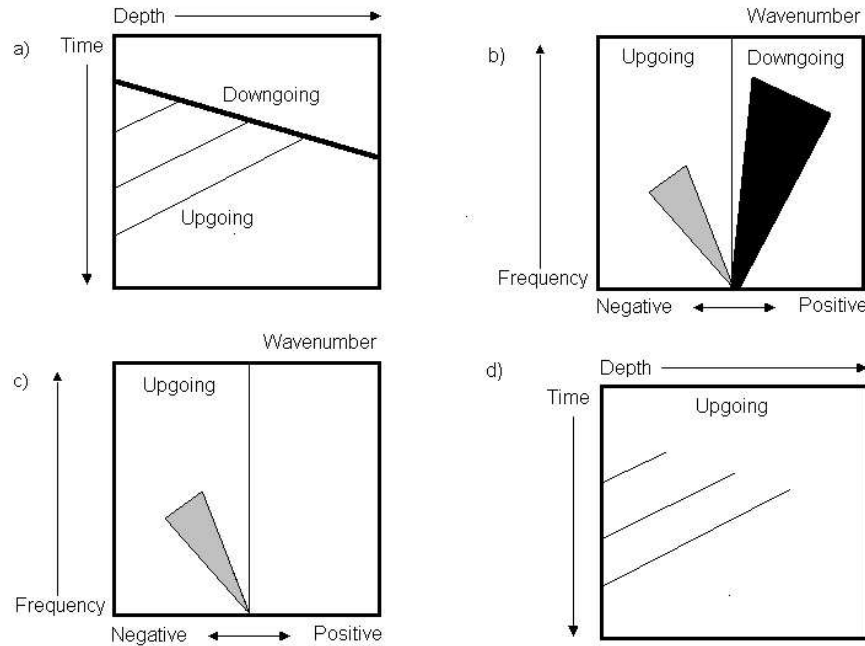 Depth
Time
a)
Downgoing
Upgoing
Wavenumber
b)
Upgoing Downgoing
Frequency
Negative Positive
Wavenumber
c)
Upgoing
Frequency
Negative Positive
d)
Depth
Time
Upgoing